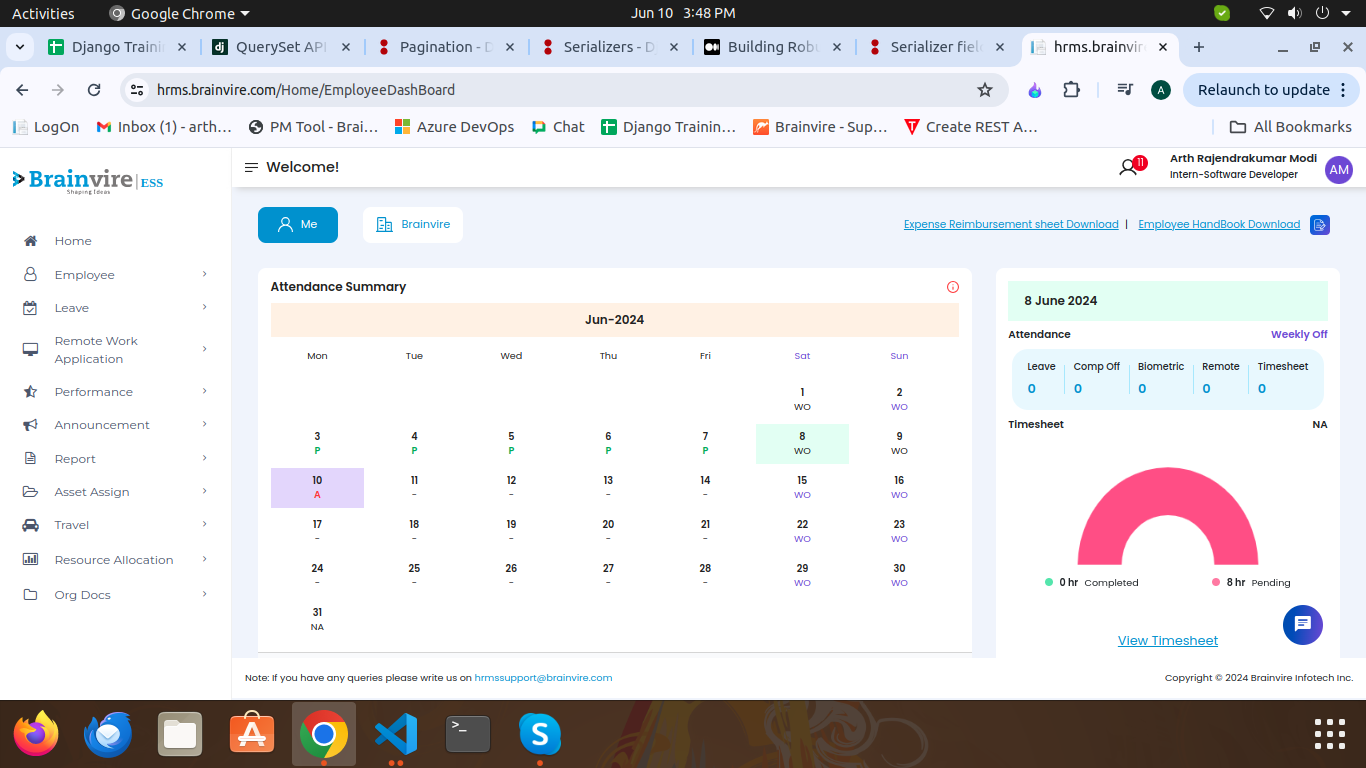 Activities Google Chrome Jun 10 3:48 PM
Django Traini QuerySet API Pagination - D Serializers - D Building Robu Serializer fiel hrms.brainvire
hrms.brainvire.com/Home/EmployeeDashBoard A Relaunch to update
LogOn Inbox (1) - arth... PM Tool - Brai... Azure DevOps Chat Django Trainin... Brainvire - Sup... Create REST A... All Bookmarks
Brainvire ESS
Shaping Ideas
Welcome!
11
Arth Rajendrakumar Modi
Intern-Software Developer
AM
Home
Employee
Leave
Remote Work
Application
Performance
Announcement
Report
Asset Assign
Travel
Resource Allocation
Org Docs
Me Brainvire
Expense Reimbursement sheet Download | Employee HandBook Download
Attendance Summary
Jun-2024
Mon Tue Wed Thu Fri Sat Sun
1 2
WO WO
3 4 5 6 7 8 9
P P P P P WO WO
10 11 12 13 14 15 16
A - - - - WO WO
17 18 19 20 21 22 23
- - - - - WO WO
24 25 26 27 28 29 30
- - - - - WO WO
31
NA
8 June 2024
Attendance Weekly Off
Leave Comp Off Biometric Remote Timesheet
0 0 0 0 0
Timesheet NA
0 hr Completed 8 hr Pending
View Timesheet
Note: If you have any queries please write us on hrmssupport@brainvire.com
Copyright © 2024 Brainvire Infotech Inc.